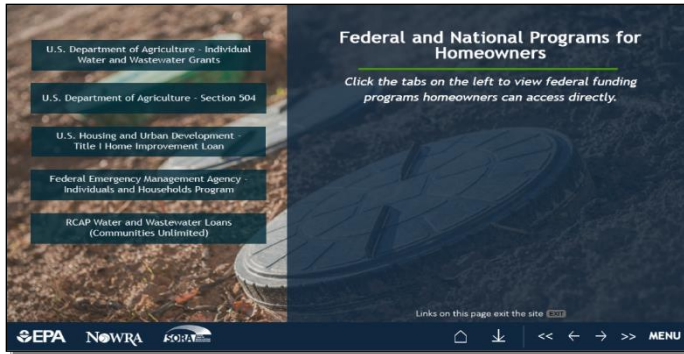 U.S. Department of Agriculture - Individual
Water and Wastewater Grants
U.S. Department of Agriculture - Section 504
U.S. Housing and Urban Development -
Title I Home Improvement Loan
Federal Emergency Management Agency -
Individuals and Households Program
RCAP Water and Wastewater Loans
(Communities Unlimited)
Federal and National Programs for
Homeowners
Click the tabs on the left to view federal funding
programs homeowners can access directly.
Links on this page exit the site EXIT
EPA NOWRA SORA
<< ← → >> MENU